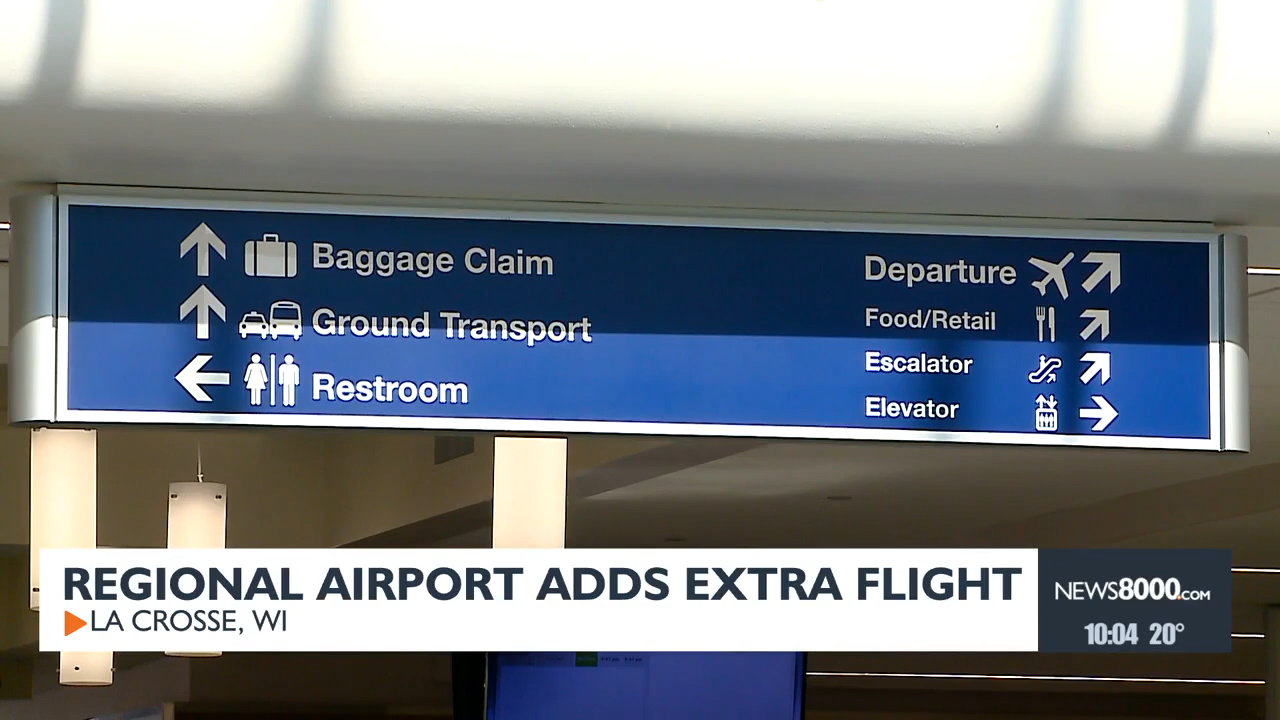 Baggage Claim
Ground Transport
Restroom
Departure
Food/Retail
Escalator
Elevator
REGIONAL AIRPORT ADDS EXTRA FLIGHT
LA CROSSE, WI
NEWS8000.COM
10:04 20°